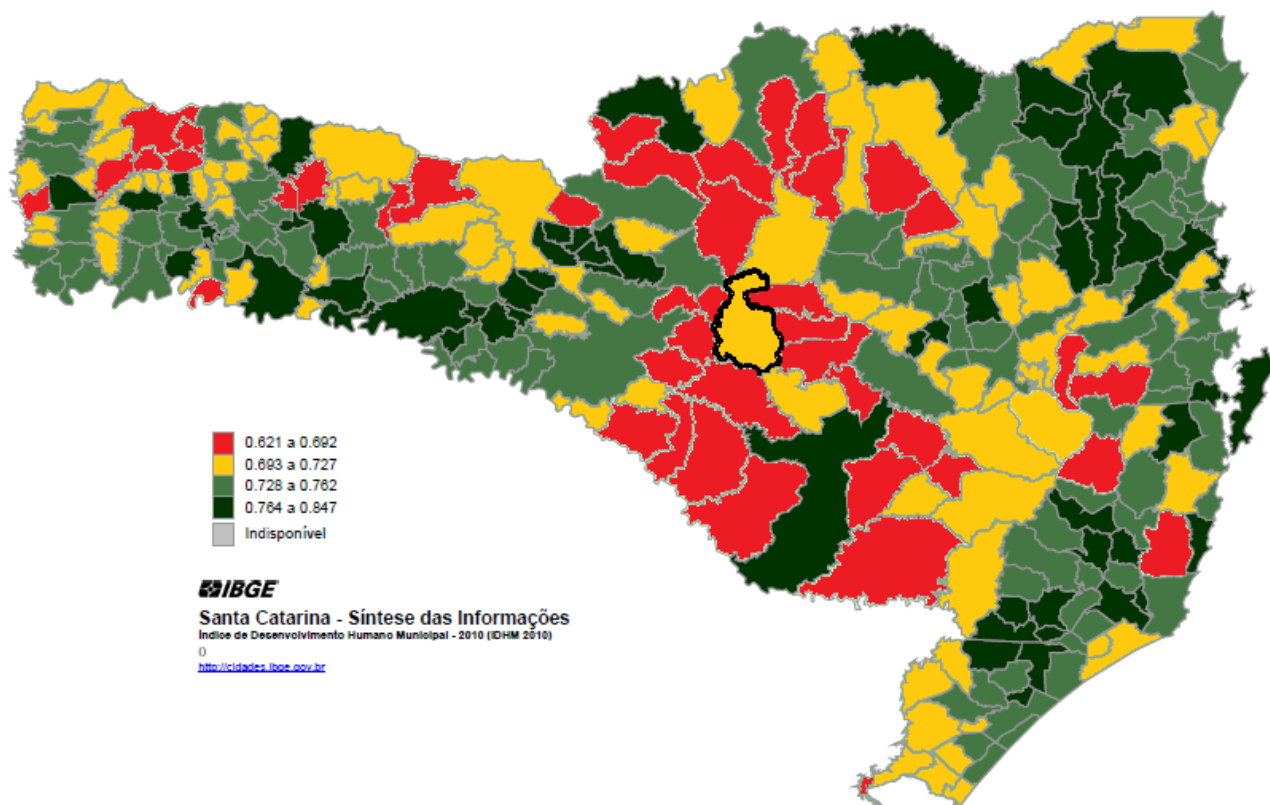 0.621 a 0.692
0.693 a 0.727
0.728 a 0.762
0.764 a 0.847
Indisponível
IBGE
Santa Catarina - Síntese das Informações
Índice de Desenvolvimento Humano Municipal - 2010 (IDHM 2010)
0
http://cidades.ibge.gov.br